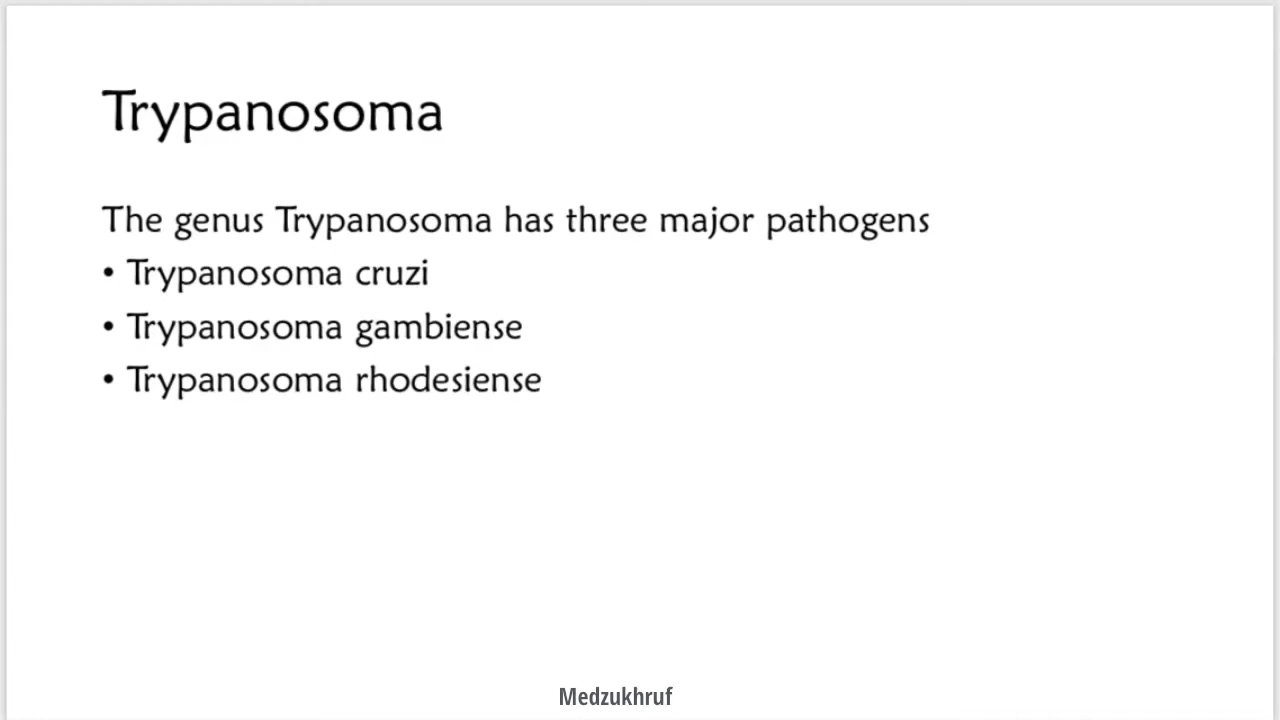 Trypanosoma
The genus Trypanosoma has three major pathogens
• Trypanosoma cruzi
• Trypanosoma gambiense
• Trypanosoma rhodesiense
Medzukhruf